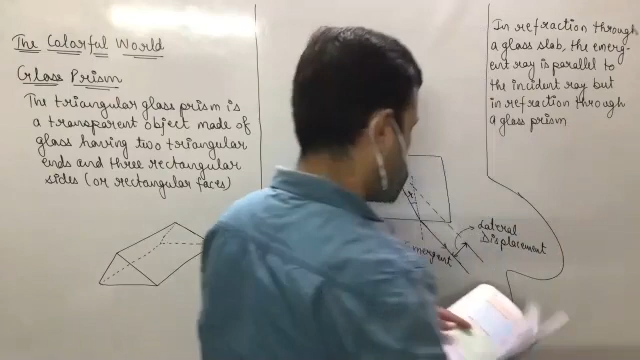 The Colorful World
Glass Prism
The triangular glass prism is
a transparent object made of
glass having two triangular
ends and three rectangular
sides (or rectangular faces)
Lateral
Displacement
Emergent
In refraction through
a glass slab, the emerg-
ent ray is parallel to
the incident ray but
in refraction through
a glass prism